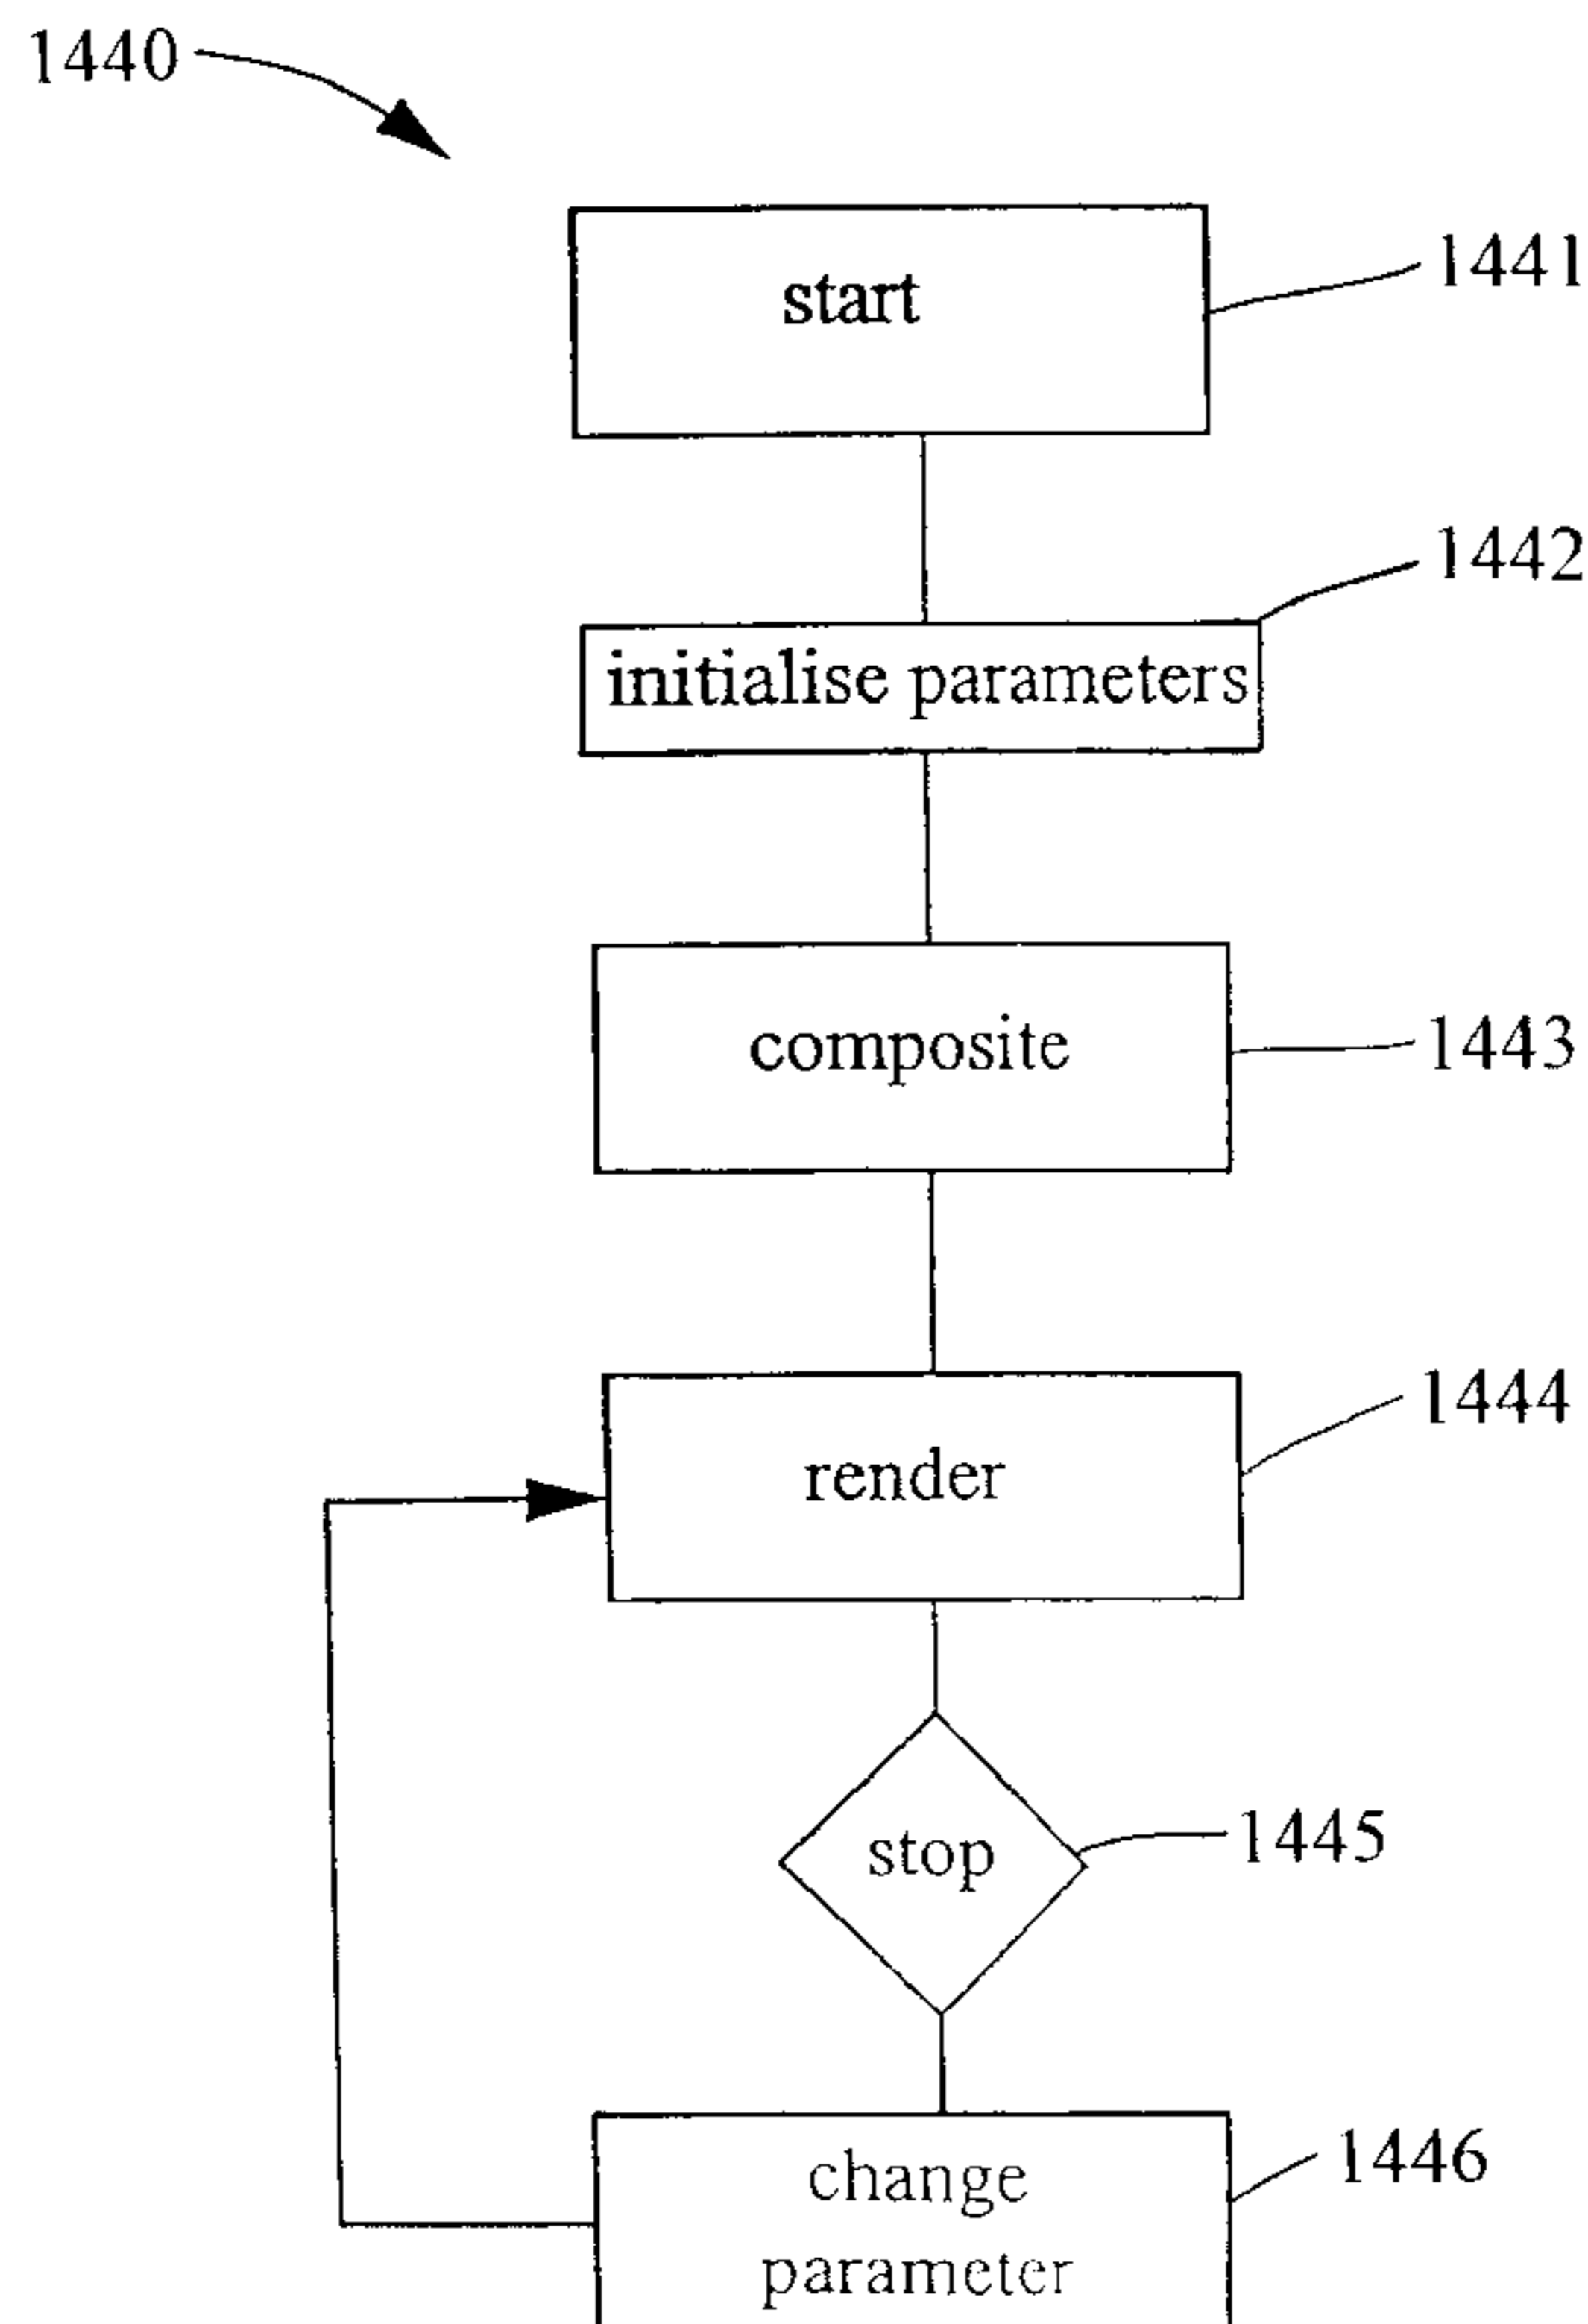 1440
start
1441
1442
initialise parameters
composite
1443
1444
render
stop
1445
1446
change
parameter